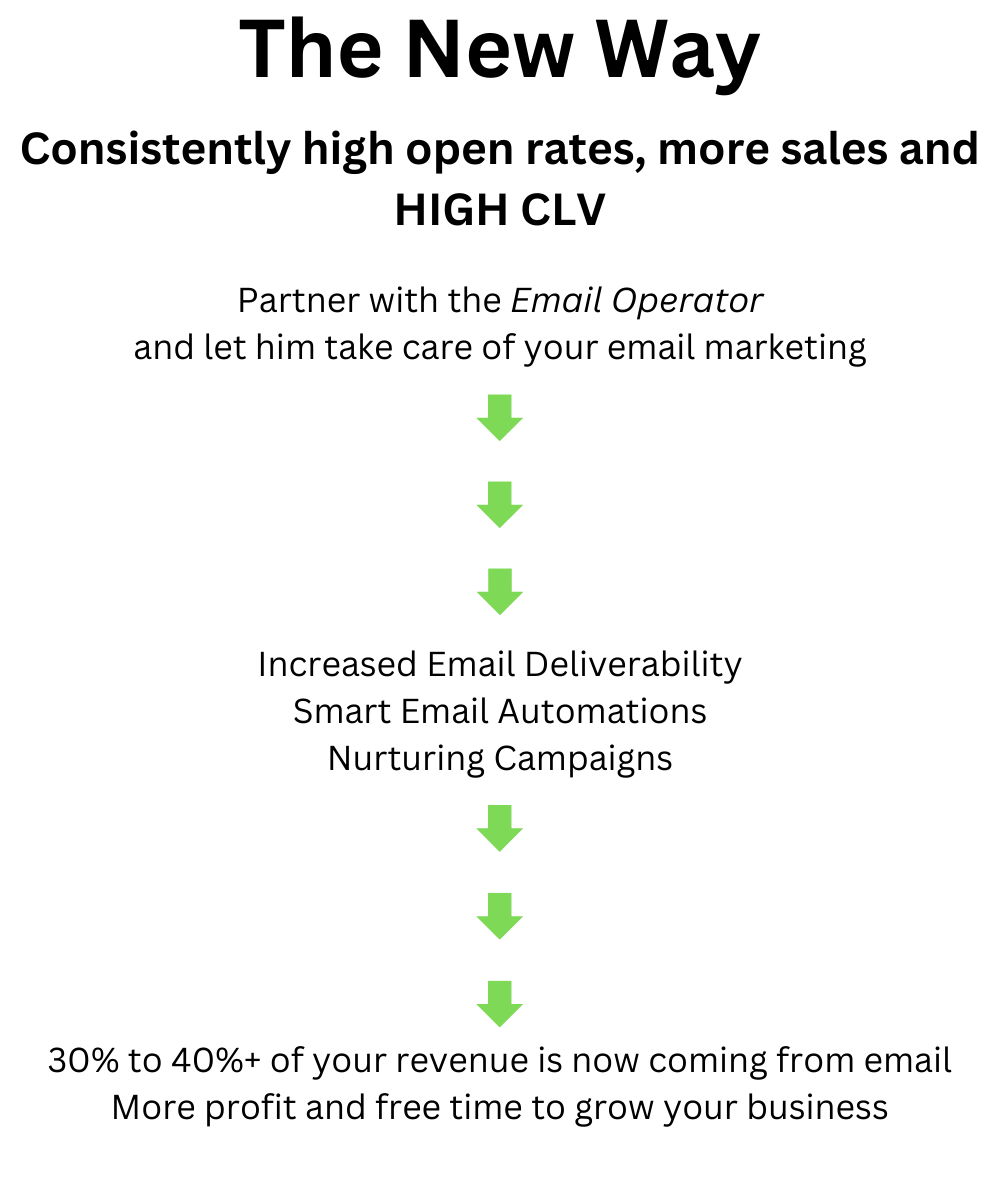 The New Way
Consistently high open rates, more sales and
HIGH CLV
Partner with the Email Operator
and let him take care of your email marketing
Increased Email Deliverability
Smart Email Automations
Nurturing Campaigns
30% to 40%+ of your revenue is now coming from email
More profit and free time to grow your business